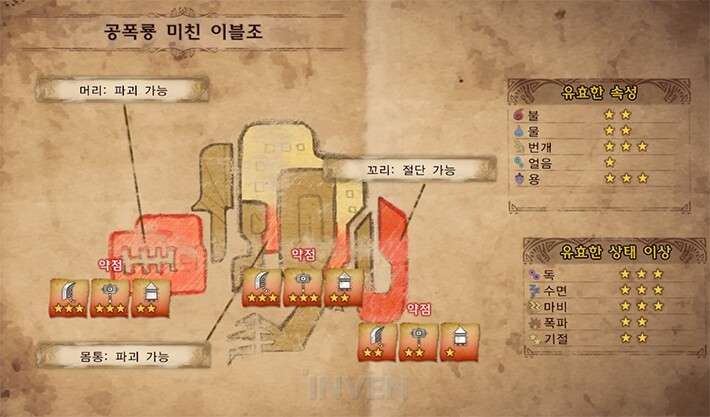 공폭룡 미친 이블조
머리: 파괴 가능
꼬리: 절단 가능
약점
약점
약점
몸통: 파괴 가능
유효한 속성
불 ★★
물 ★★
번개 ★★★
얼음 ★
용 ★★★
유효한 상태 이상
독 ★★★
수면 ★★★
마비 ★★★
폭파 ★★
기절 ★★
★★★ ★★★ ★★
★★★ ★★★ ★★
★★ ★★ ★
INVEN